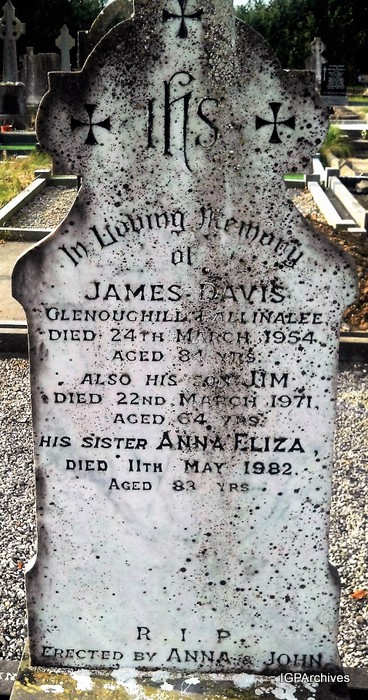 IHS
In Loving Memory
of
JAMES DAVIS
GLENOUGHILL, BALLINALEE
DIED 24TH MARCH 1954
AGED 84 YRS.
ALSO HIS SON JIM
DIED 22ND MARCH 1971,
AGED 64 YRS.
HIS SISTER ANNA ELIZA,
DIED 11TH MAY 1982.
AGED 83 YRS.
R. I. P.
ERECTED BY ANNA & JOHN.
IGPArchives